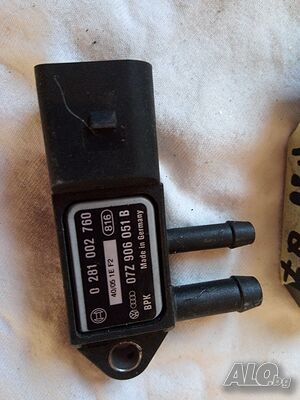 0 281 002 760
816
40/05 1E F2
07Z 906 051 B
Made in Germany
BPK
ALO.bg